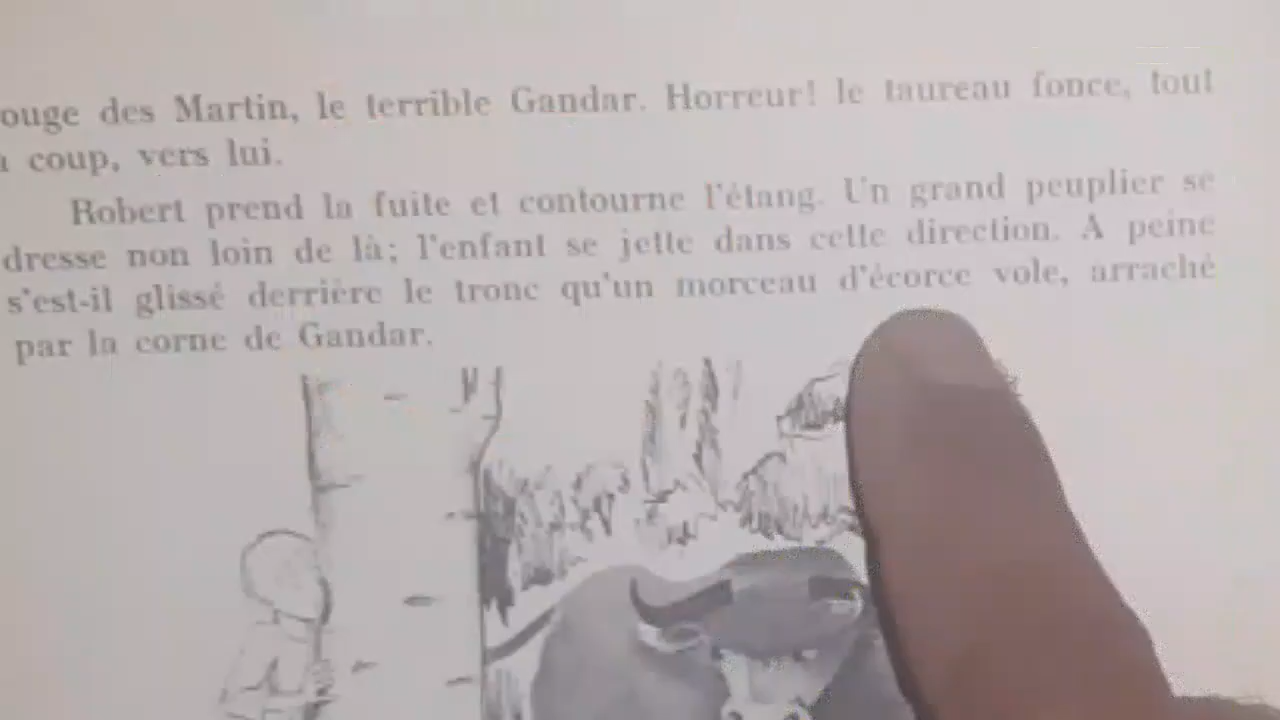 ouge des Martin, le terrible Gandar. Horreur! le taureau fonce, tout
à coup, vers lui.
Robert prend la fuite et contourne l'étang. Un grand peuplier se
dresse non loin de là; l'enfant se jette dans cette direction. A peine
s'est-il glissé derrière le tronc qu'un morceau d'écorce vole, arraché
par la corne de Gandar.